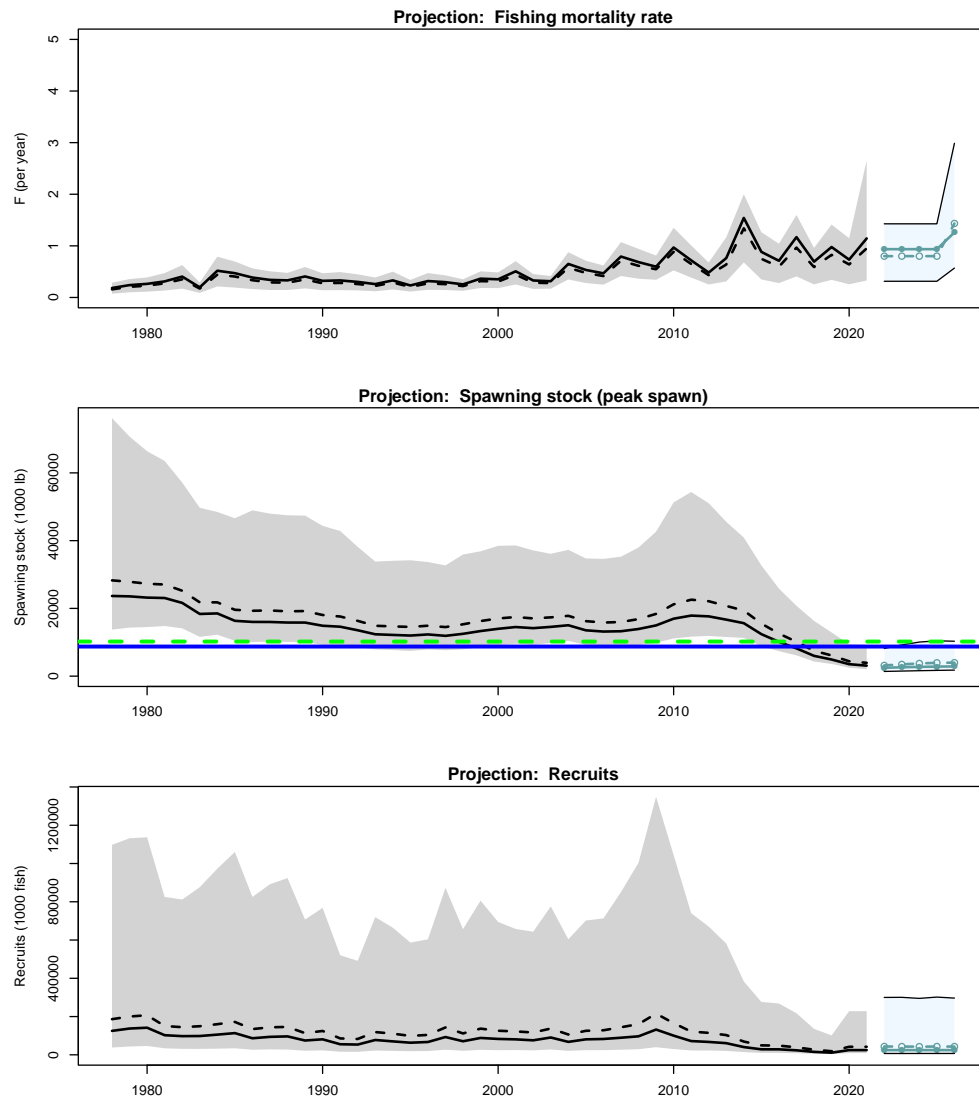 Projection: Fishing mortality rate
F (per year)
5
4
3
2
1
0
1980 1990 2000 2010 2020
Projection: Spawning stock (peak spawn)
Spawning stock (1000 lb)
60000
40000
20000
0
1980 1990 2000 2010 2020
Projection: Recruits
Recruits (1000 fish)
1200000
800000
400000
0
1980 1990 2000 2010 2020